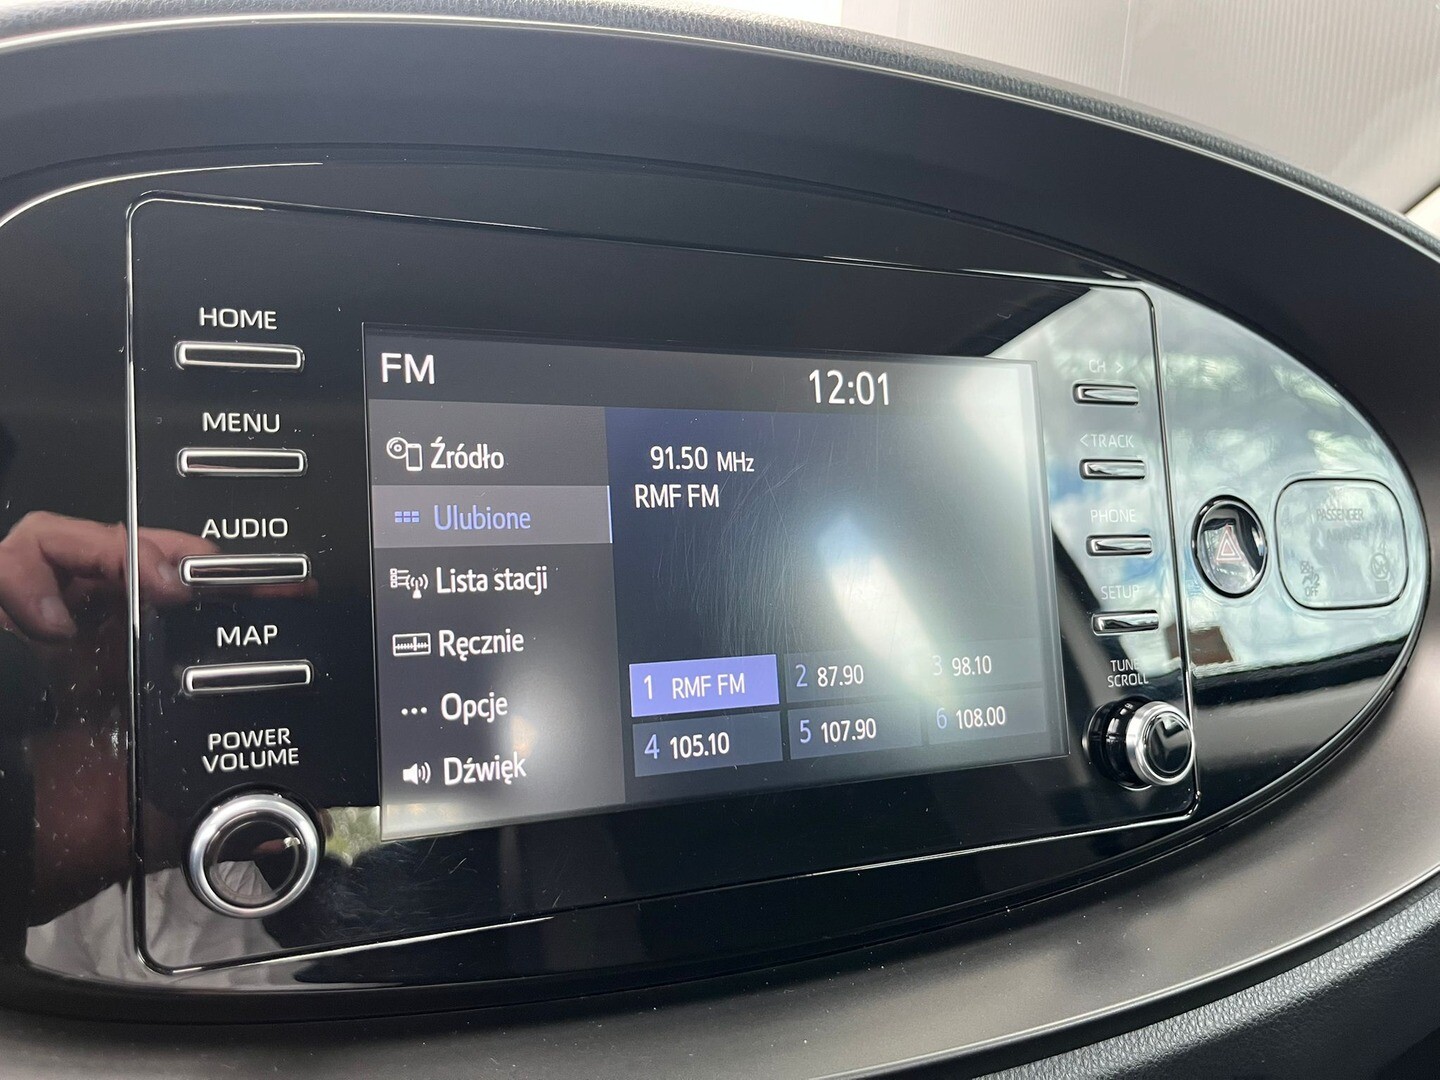 HOME
MENU
AUDIO
MAP
POWER
VOLUME
FM
12:01
Źródło
Ulubione
Lista stacji
Ręcznie
Opcje
Dźwięk
91.50 MHz
RMF FM
1 RMF FM
2 87.90
3 98.10
4 105.10
5 107.90
6 108.00
CH >
< TRACK
PHONE
SETUP
TUNE
SCROLL
PASSENGER
OFF